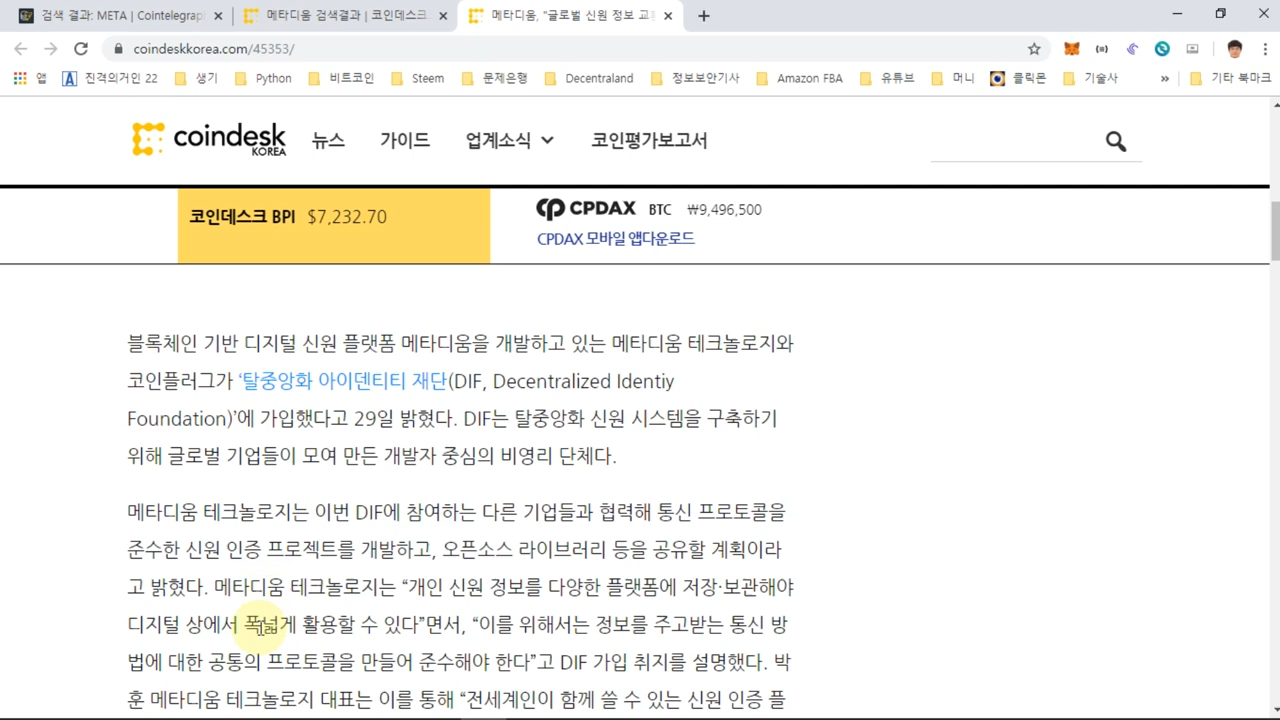 검색 결과: META | Cointelegrap
메타디움 검색결과 | 코인데스크
메타디움, "글로벌 신원 정보 교
coindeskkorea.com/45353/
앱 진격의거인 22 생기 Python 비트코인 Steem 문제은행 Decentraland 정보보안기사 Amazon FBA 유튜브 머니 클릭몬 기술사 » 기타 북마크
coindesk KOREA 뉴스 가이드 업계소식 코인평가보고서
코인데스크 BPI $7,232.70
CPDAX BTC ₩9,496,500
CPDAX 모바일 앱다운로드
블록체인 기반 디지털 신원 플랫폼 메타디움을 개발하고 있는 메타디움 테크놀로지와
코인플러그가 ‘탈중앙화 아이덴티티 재단(DIF, Decentralized Identiy
Foundation)’에 가입했다고 29일 밝혔다. DIF는 탈중앙화 신원 시스템을 구축하기
위해 글로벌 기업들이 모여 만든 개발자 중심의 비영리 단체다.
메타디움 테크놀로지는 이번 DIF에 참여하는 다른 기업들과 협력해 통신 프로토콜을
준수한 신원 인증 프로젝트를 개발하고, 오픈소스 라이브러리 등을 공유할 계획이라
고 밝혔다. 메타디움 테크놀로지는 “개인 신원 정보를 다양한 플랫폼에 저장·보관해야
디지털 상에서 폭넓게 활용할 수 있다”면서, “이를 위해서는 정보를 주고받는 통신 방
법에 대한 공통의 프로토콜을 만들어 준수해야 한다”고 DIF 가입 취지를 설명했다. 박
훈 메타디움 테크놀로지 대표는 이를 통해 “전세계인이 함께 쓸 수 있는 신원 인증 플